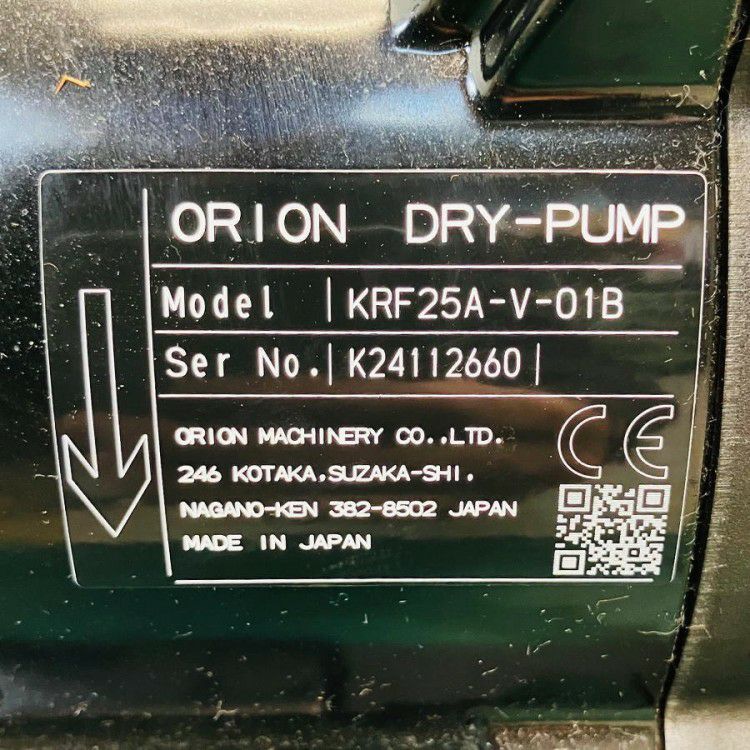 ORION DRY-PUMP
Model | KRF25A-V-01B
Ser No. | K24112660 |
ORION MACHINERY CO.,LTD.
246 KOTAKA,SUZAKA-SHI.
NAGANO-KEN 382-8502 JAPAN
MADE IN JAPAN
CE